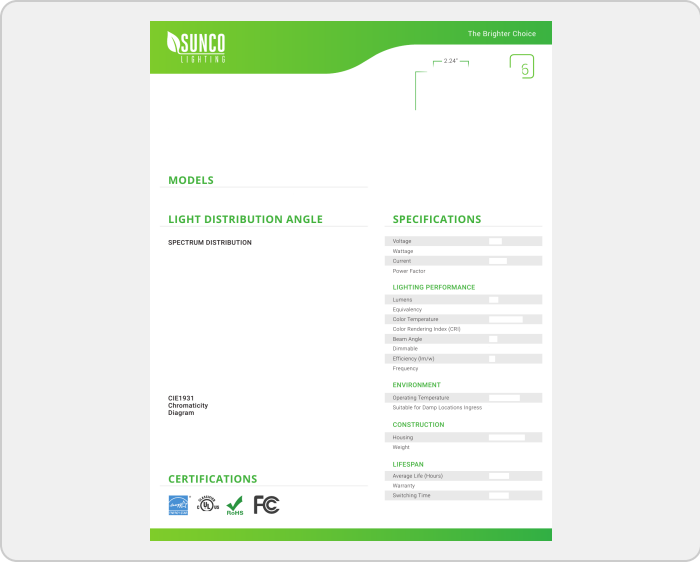 SUNCO
LIGHTING
The Brighter Choice
2.24"
6
MODELS
LIGHT DISTRIBUTION ANGLE
SPECTRUM DISTRIBUTION
CIE1931
Chromaticity
Diagram
CERTIFICATIONS
C UL US
RoHS
FC
SPECIFICATIONS
Voltage
Wattage
Current
Power Factor
LIGHTING PERFORMANCE
Lumens
Equivalency
Color Temperature
Color Rendering Index (CRI)
Beam Angle
Dimmable
Efficiency (lm/w)
Frequency
ENVIRONMENT
Operating Temperature
Suitable for Damp Locations Ingress
CONSTRUCTION
Housing
Weight
LIFESPAN
Average Life (Hours)
Warranty
Switching Time